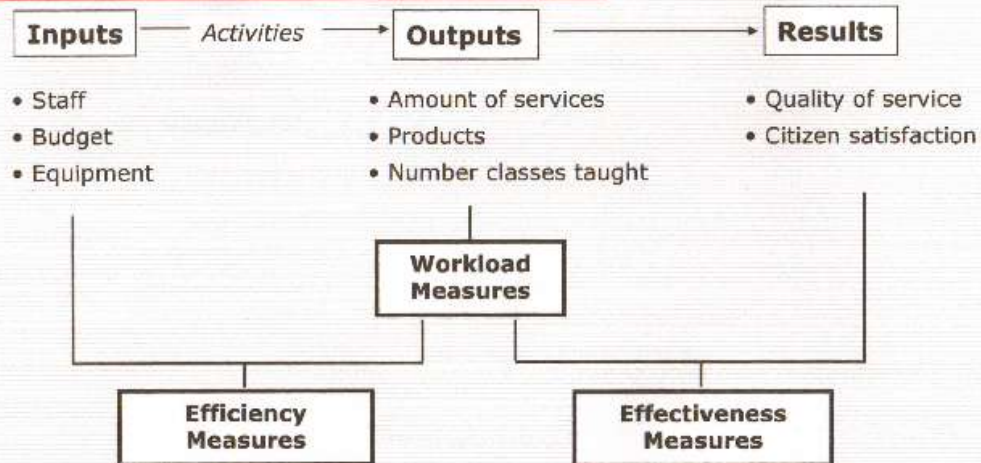 Inputs
Activities
Outputs
Results
• Staff
• Budget
• Equipment
• Amount of services
• Products
• Number classes taught
• Quality of service
• Citizen satisfaction
Workload
Measures
Efficiency
Measures
Effectiveness
Measures